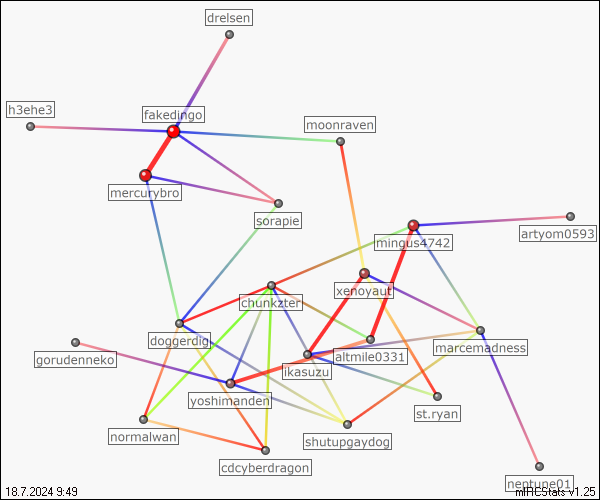 drelsen
h3ehe3
fakedingo
moonraven
mercurybro
sorapie
artyom0593
mingus4742
xenoyaut
chunkzter
doggerdig
marcemadness
gorudenneko
altmile0331
ikasuzu
yoshimanden
st.ryan
normalwan
shutupgaydog
cdcyberdragon
neptune01
18.7.2024 9:49
mIRCStats v1.25